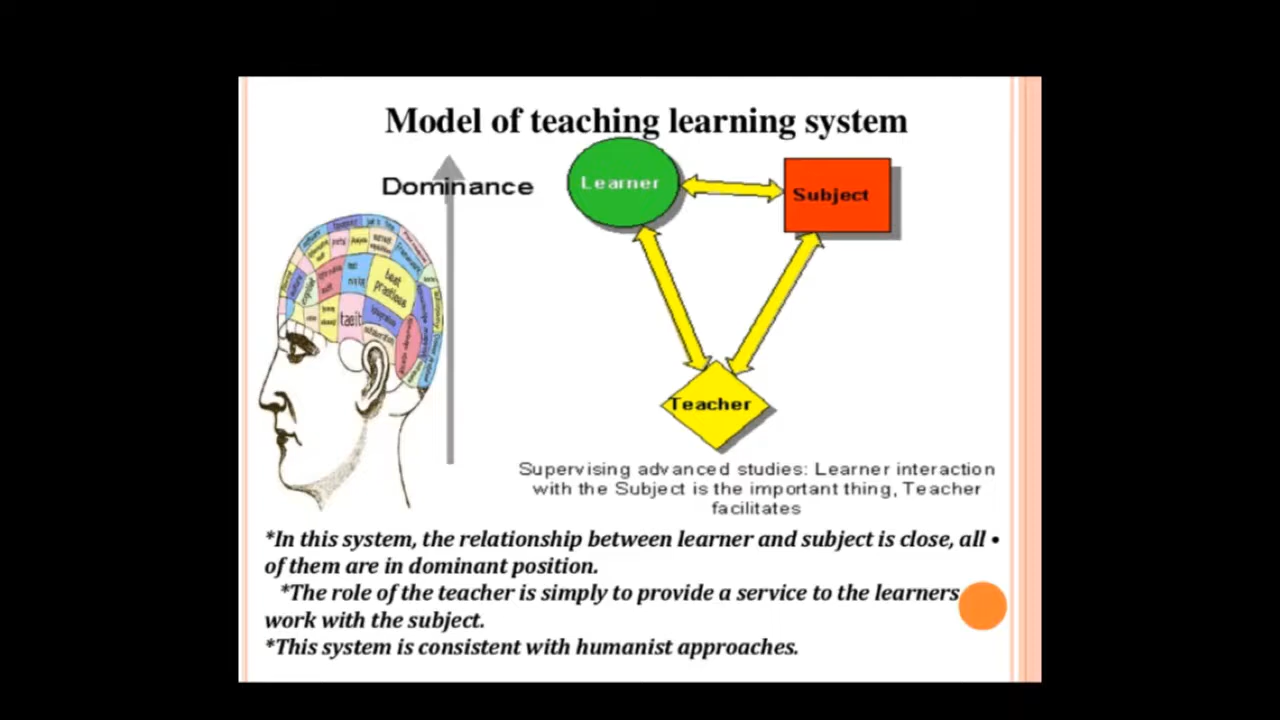 Model of teaching learning system
Dominance
Learner
Subject
best
practious
tacit
Teacher
Supervising advanced studies: Learner interaction
with the Subject is the important thing, Teacher
facilitates
*In this system, the relationship between learner and subject is close, all •
of them are in dominant position.
*The role of the teacher is simply to provide a service to the learners
work with the subject.
*This system is consistent with humanist approaches.